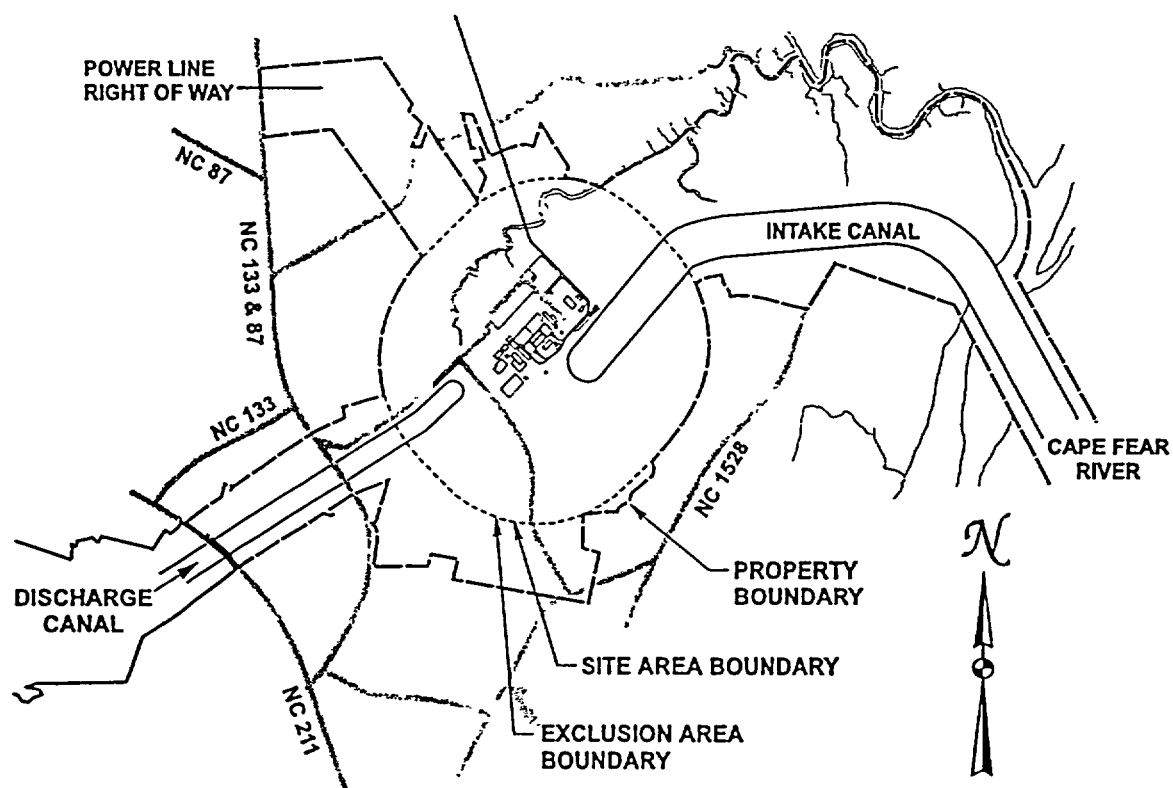 POWER LINE
RIGHT OF WAY
NC 87
NC 133 & 87
INTAKE CANAL
NC 133
NC 1528
CAPE FEAR
RIVER
N
DISCHARGE
CANAL
PROPERTY
BOUNDARY
SITE AREA BOUNDARY
NC 211
EXCLUSION AREA
BOUNDARY